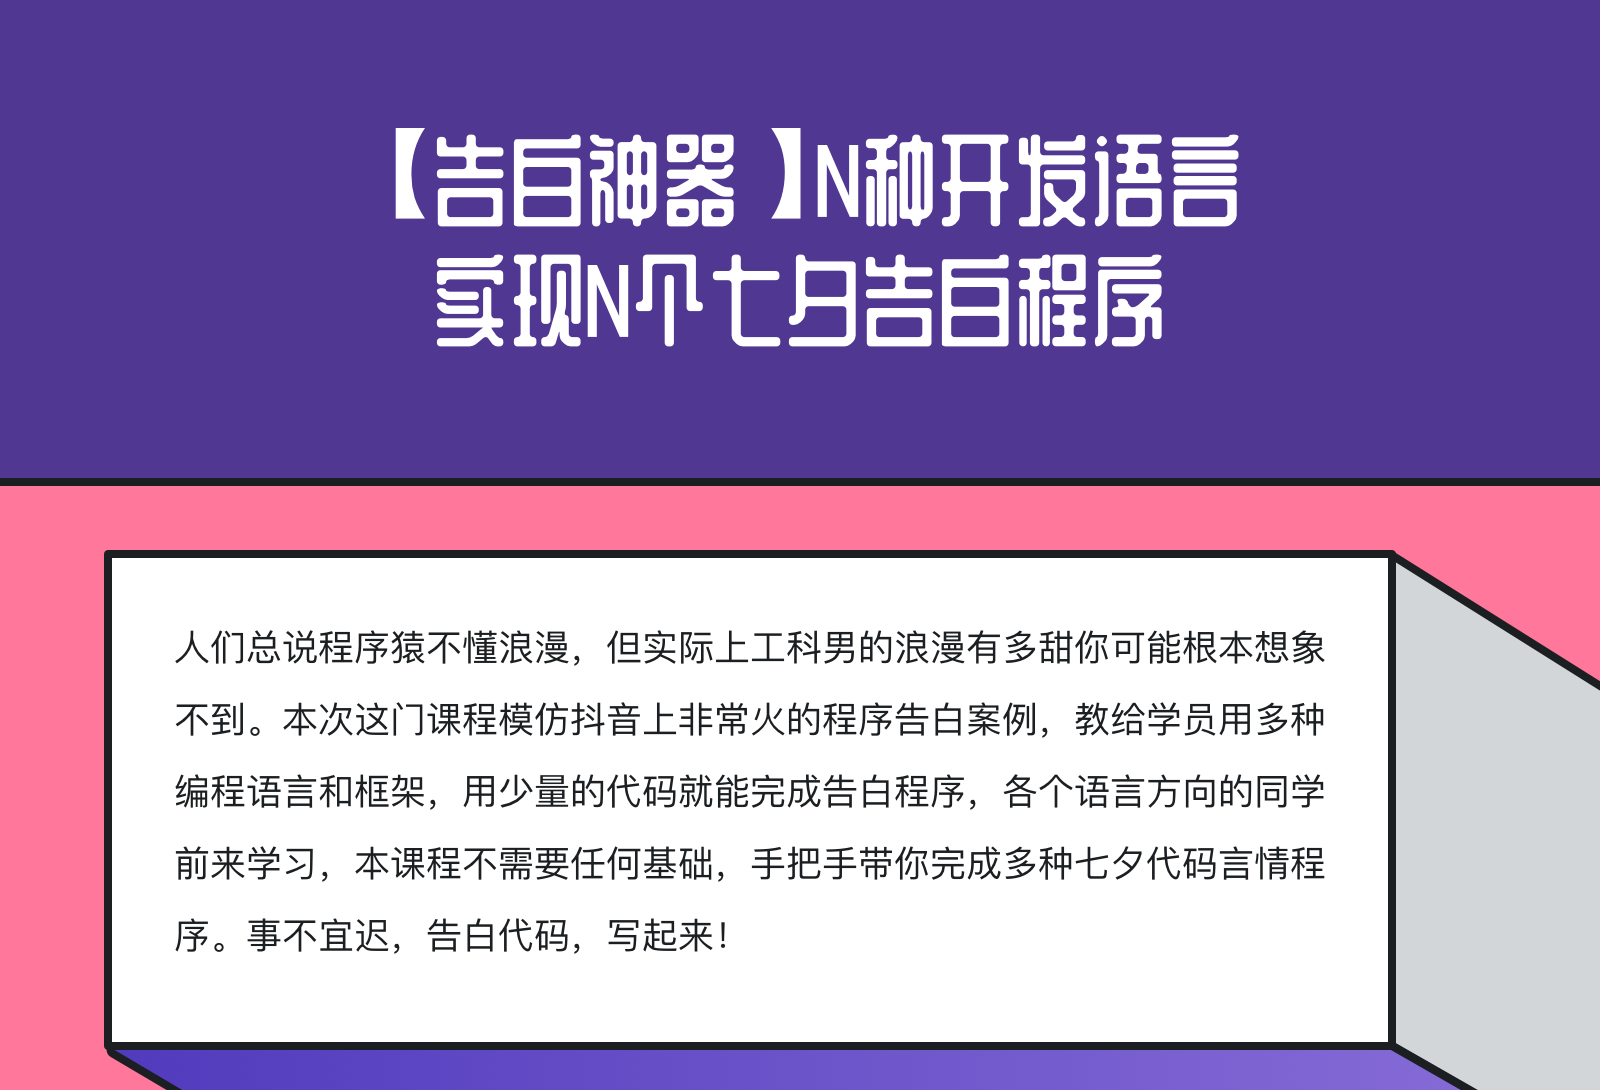 【告白神器 】N种开发语言
实现N个七夕告白程序
人们总说程序猿不懂浪漫，但实际上工科男的浪漫有多甜你可能根本想象
不到。本次这门课程模仿抖音上非常火的程序告白案例，教给学员用多种
编程语言和框架，用少量的代码就能完成告白程序，各个语言方向的同学
前来学习，本课程不需要任何基础，手把手带你完成多种七夕代码言情程
序。事不宜迟，告白代码，写起来！